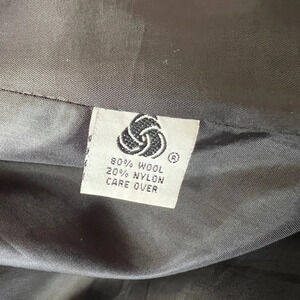 ®
80% WOOL
20% NYLON
CARE OVER